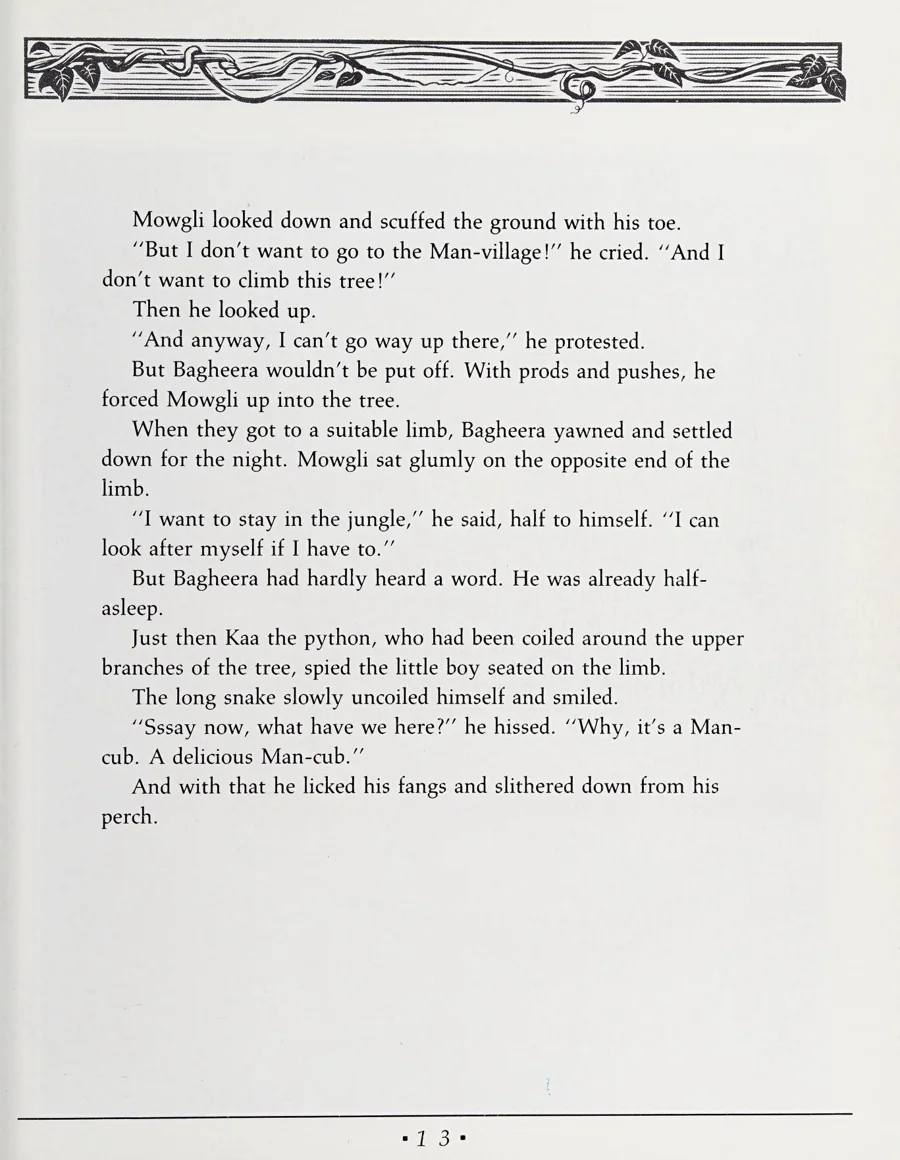 Mowgli looked down and scuffed the ground with his toe.
"But I don't want to go to the Man-village!" he cried. "And I
don't want to climb this tree!"
Then he looked up.
"And anyway, I can't go way up there," he protested.
But Bagheera wouldn't be put off. With prods and pushes, he
forced Mowgli up into the tree.
When they got to a suitable limb, Bagheera yawned and settled
down for the night. Mowgli sat glumly on the opposite end of the
limb.
"I want to stay in the jungle," he said, half to himself. "I can
look after myself if I have to."
But Bagheera had hardly heard a word. He was already half-
asleep.
Just then Kaa the python, who had been coiled around the upper
branches of the tree, spied the little boy seated on the limb.
The long snake slowly uncoiled himself and smiled.
"Sssay now, what have we here?" he hissed. "Why, it's a Man-
cub. A delicious Man-cub."
And with that he licked his fangs and slithered down from his
perch.
· 1 3 ·